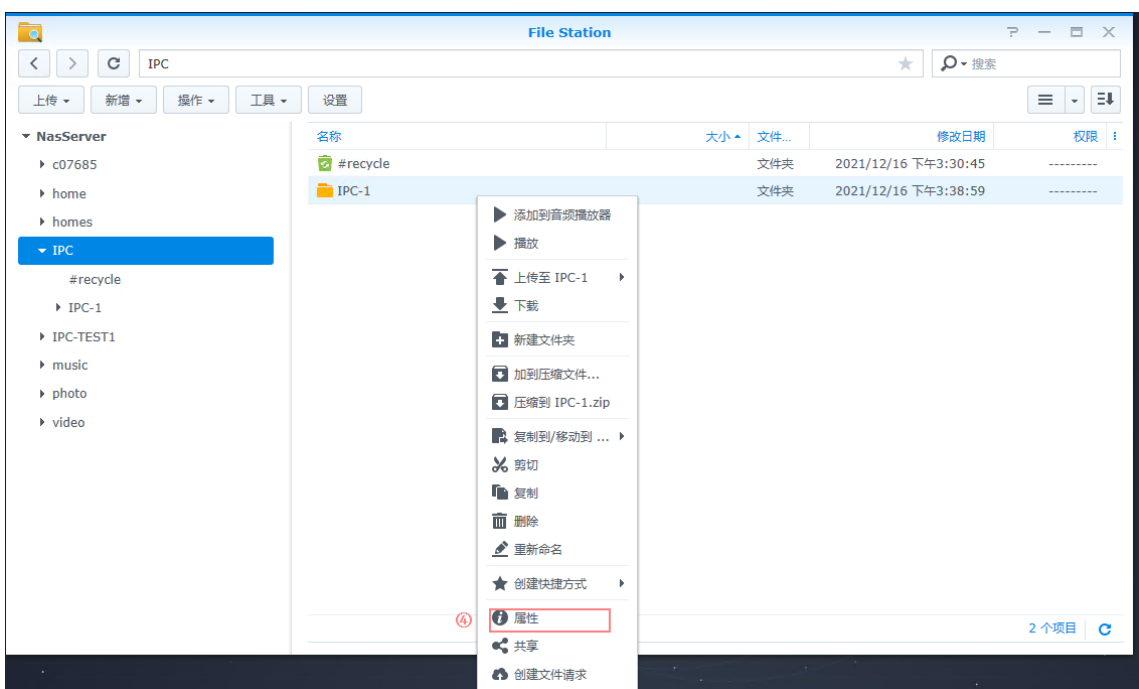 File Station
IPC
搜索
上传 新增 操作 工具 设置
NasServer
c07685
home
homes
IPC
#recycle
IPC-1
IPC-TEST1
music
photo
video
名称 大小 文件... 修改日期 权限
#recycle 文件夹 2021/12/16 下午3:30:45 ---------
IPC-1 文件夹 2021/12/16 下午3:38:59 ---------
添加到音频播放器
播放
上传至 IPC-1
下载
新建文件夹
加到压缩文件...
压缩到 IPC-1.zip
复制到/移动到 ...
剪切
复制
删除
重新命名
创建快捷方式
④ 属性
共享
创建文件请求
2 个项目